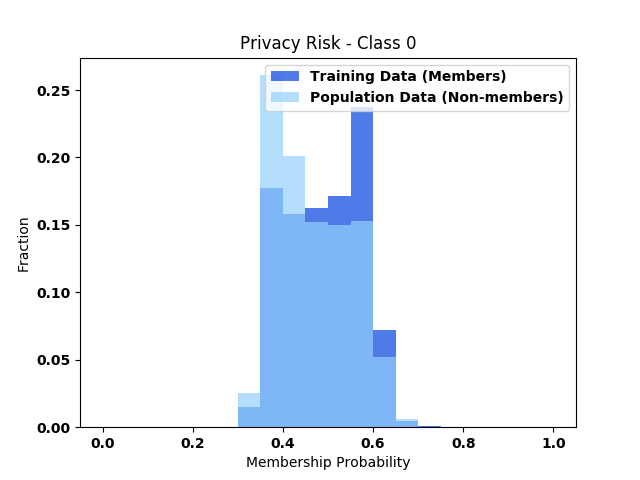 Privacy Risk - Class 0
Training Data (Members)
Population Data (Non-members)
0.25
0.20
0.15
0.10
0.05
0.00
Fraction
0.0 0.2 0.4 0.6 0.8 1.0
Membership Probability